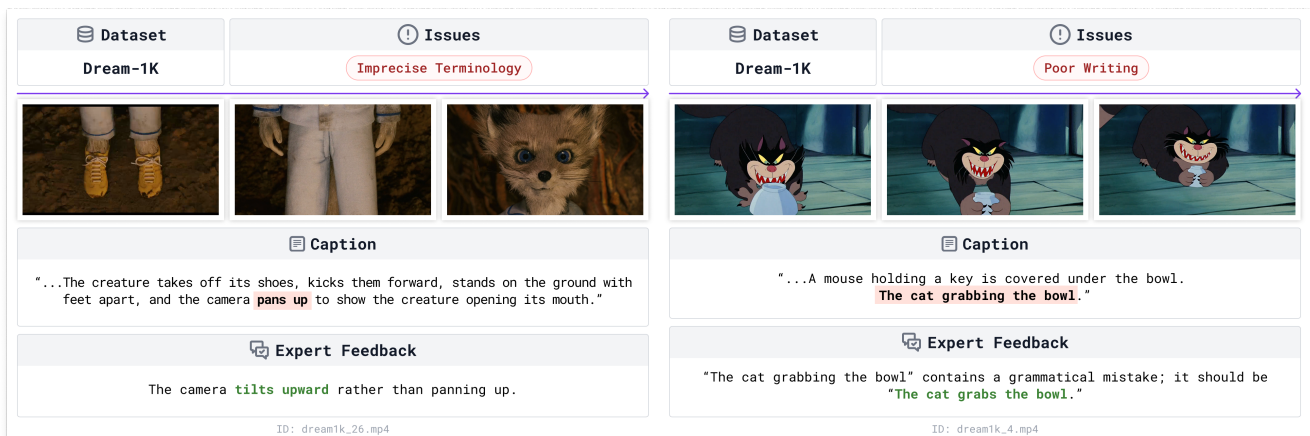 Dataset
Issues
Dream-1K
Imprecise Terminology
Caption
“...The creature takes off its shoes, kicks them forward, stands on the ground with
feet apart, and the camera pans up to show the creature opening its mouth.”
Expert Feedback
The camera tilts upward rather than panning up.
ID: dream1k_26.mp4
Dataset
Issues
Dream-1K
Poor Writing
Caption
“...A mouse holding a key is covered under the bowl.
The cat grabbing the bowl.”
Expert Feedback
“The cat grabbing the bowl” contains a grammatical mistake; it should be
“The cat grabs the bowl.”
ID: dream1k_4.mp4